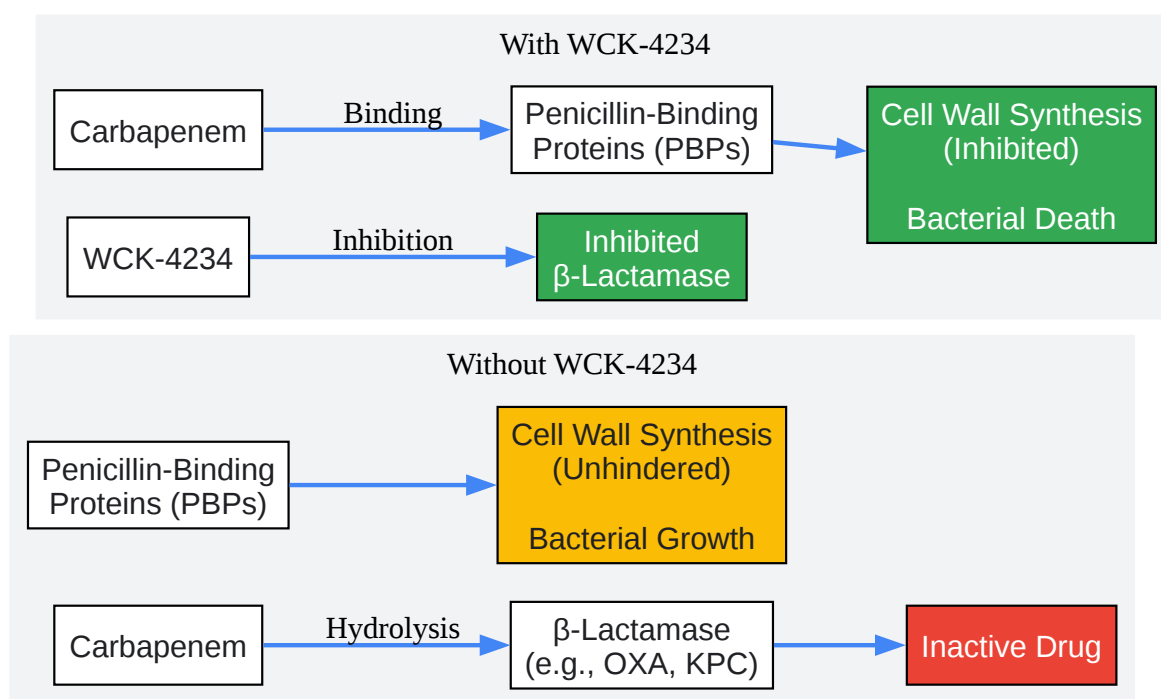 With WCK-4234
Carbapenem
Binding
Penicillin-Binding
Proteins (PBPs)
Cell Wall Synthesis
(Inhibited)
Bacterial Death
WCK-4234
Inhibition
Inhibited
β-Lactamase
Without WCK-4234
Penicillin-Binding
Proteins (PBPs)
Cell Wall Synthesis
(Unhindered)
Bacterial Growth
Carbapenem
Hydrolysis
β-Lactamase
(e.g., OXA, KPC)
Inactive Drug